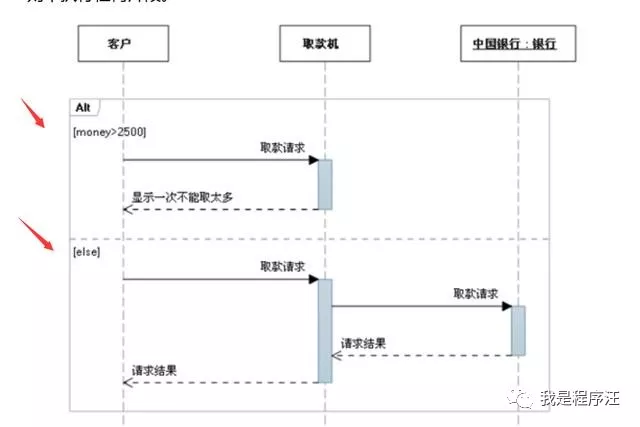 客户 取款机 中国银行：银行
Alt
[money>2500]
取款请求
显示一次不能取太多
[else]
取款请求
取款请求
请求结果
请求结果
我是程序汪